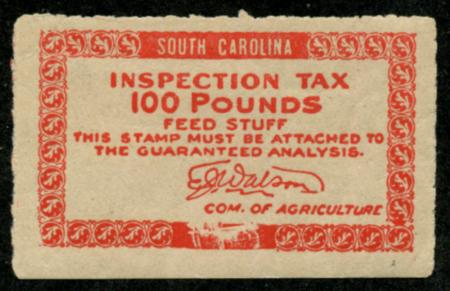 SOUTH CAROLINA
INSPECTION TAX
100 POUNDS
FEED STUFF
THIS STAMP MUST BE ATTACHED TO
THE GUARANTEED ANALYSIS.
E.J. Watson
COM. OF AGRICULTURE